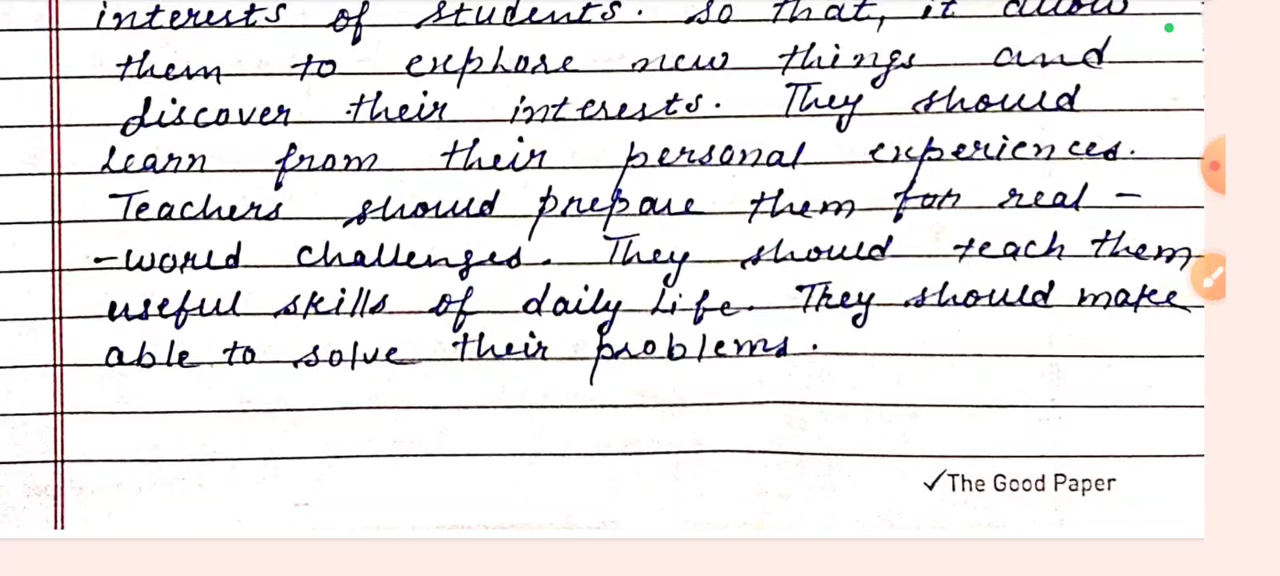 interests of students. So that, it allow
them to explore new things and
discover their interests. They should
learn from their personal experiences.
Teachers should prepare them for real -
- world challenges. They should teach them
useful skills of daily life. They should make
able to solve their problems.
✓The Good Paper